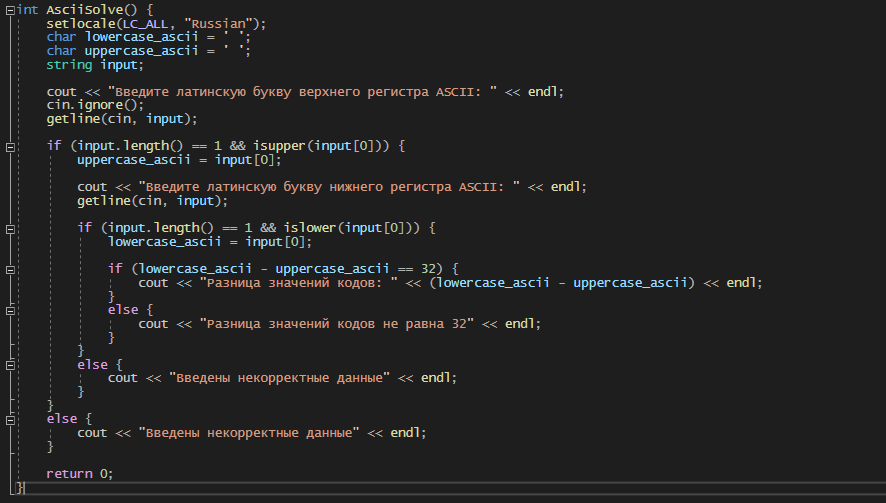 int AsciiSolve() {
setlocale(LC_ALL, "Russian");
char lowercase_ascii = ' ';
char uppercase_ascii = ' ';
string input;
cout << "Введите латинскую букву верхнего регистра ASCII: " << endl;
cin.ignore();
getline(cin, input);
if (input.length() == 1 && isupper(input[0])) {
uppercase_ascii = input[0];
cout << "Введите латинскую букву нижнего регистра ASCII: " << endl;
getline(cin, input);
if (input.length() == 1 && islower(input[0])) {
lowercase_ascii = input[0];
if (lowercase_ascii - uppercase_ascii == 32) {
cout << "Разница значений кодов: " << (lowercase_ascii - uppercase_ascii) << endl;
}
else {
cout << "Разница значений кодов не равна 32" << endl;
}
}
else {
cout << "Введены некорректные данные" << endl;
}
}
else {
cout << "Введены некорректные данные" << endl;
}
return 0;
}